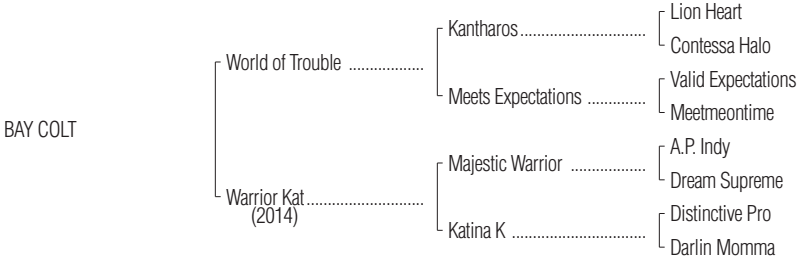 Lion Heart
Kantharos
Contessa Halo
World of Trouble
Valid Expectations
Meets Expectations
Meetmeontime
BAY COLT
A.P. Indy
Majestic Warrior
Dream Supreme
Warrior Kat
(2014)
Distinctive Pro
Katina K
Darlin Momma